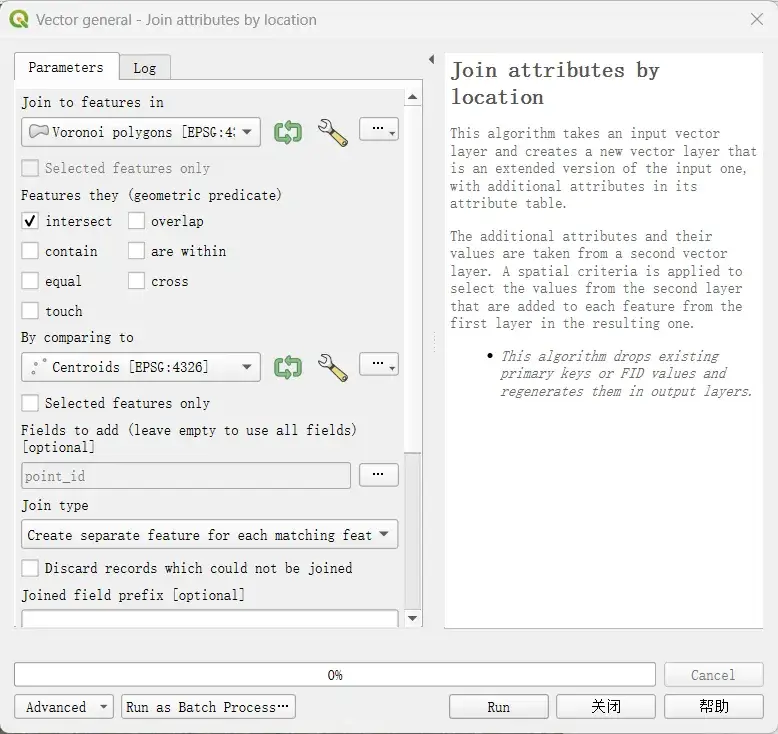 Vector general - Join attributes by location
Parameters
Log
Join to features in
Voronoi polygons [EPSG:4
Selected features only
Features they (geometric predicate)
intersect
overlap
contain
are within
equal
cross
touch
By comparing to
Centroids [EPSG:4326]
Selected features only
Fields to add (leave empty to use all fields)
[optional]
point_id
Join type
Create separate feature for each matching feat
Discard records which could not be joined
Joined field prefix [optional]
Join attributes by
location
This algorithm takes an input vector
layer and creates a new vector layer that
is an extended version of the input one,
with additional attributes in its
attribute table.
The additional attributes and their
values are taken from a second vector
layer. A spatial criteria is applied to
select the values from the second layer
that are added to each feature from the
first layer in the resulting one.
This algorithm drops existing
primary keys or FID values and
regenerates them in output layers.
0%
Cancel
Advanced
Run as Batch Process…
Run
关闭
帮助